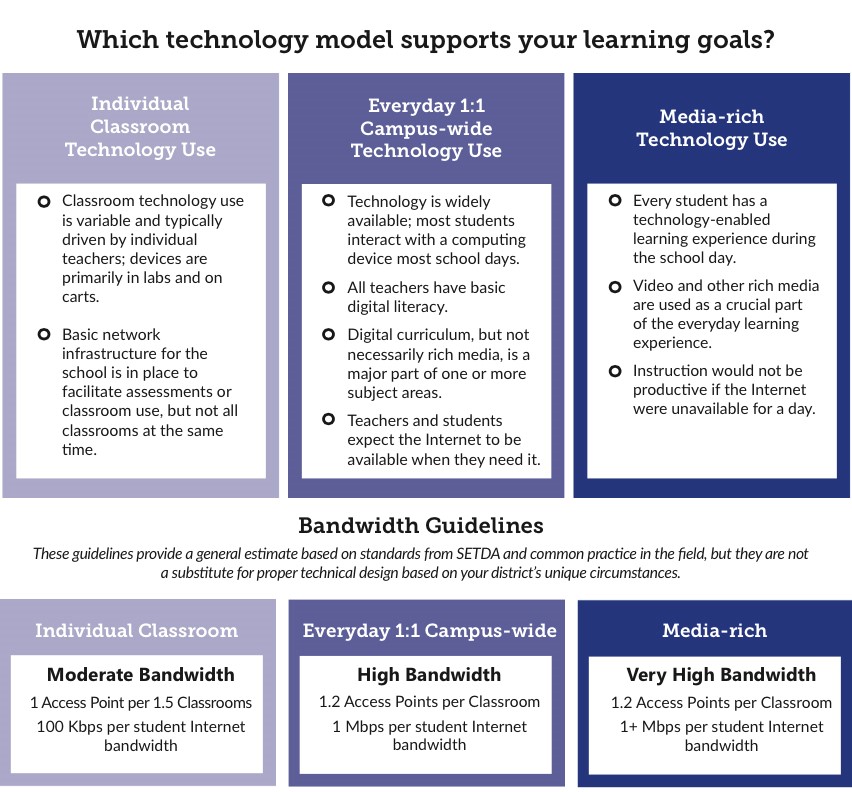 Which technology model supports your learning goals?
Individual
Classroom
Technology Use
Classroom technology use
is variable and typically
driven by individual
teachers; devices are
primarily in labs and on
carts.
Basic network
infrastructure for the
school is in place to
facilitate assessments or
classroom use, but not all
classrooms at the same
time.
Everyday 1:1
Campus-wide
Technology Use
Technology is widely
available; most students
interact with a computing
device most school days.
All teachers have basic
digital literacy.
Digital curriculum, but not
necessarily rich media, is a
major part of one or more
subject areas.
Teachers and students
expect the Internet to be
available when they need it.
Media-rich
Technology Use
Every student has a
technology-enabled
learning experience during
the school day.
Video and other rich media
are used as a crucial part
of the everyday learning
experience.
Instruction would not be
productive if the Internet
were unavailable for a day.
Bandwidth Guidelines
These guidelines provide a general estimate based on standards from SETDA and common practice in the field, but they are not
a substitute for proper technical design based on your district's unique circumstances.
Individual Classroom
Moderate Bandwidth
1 Access Point per 1.5 Classrooms
100 Kbps per student Internet
bandwidth
Everyday 1:1 Campus-wide
High Bandwidth
1.2 Access Points per Classroom
1 Mbps per student Internet
bandwidth
Media-rich
Very High Bandwidth
1.2 Access Points per Classroom
1+ Mbps per student Internet
bandwidth